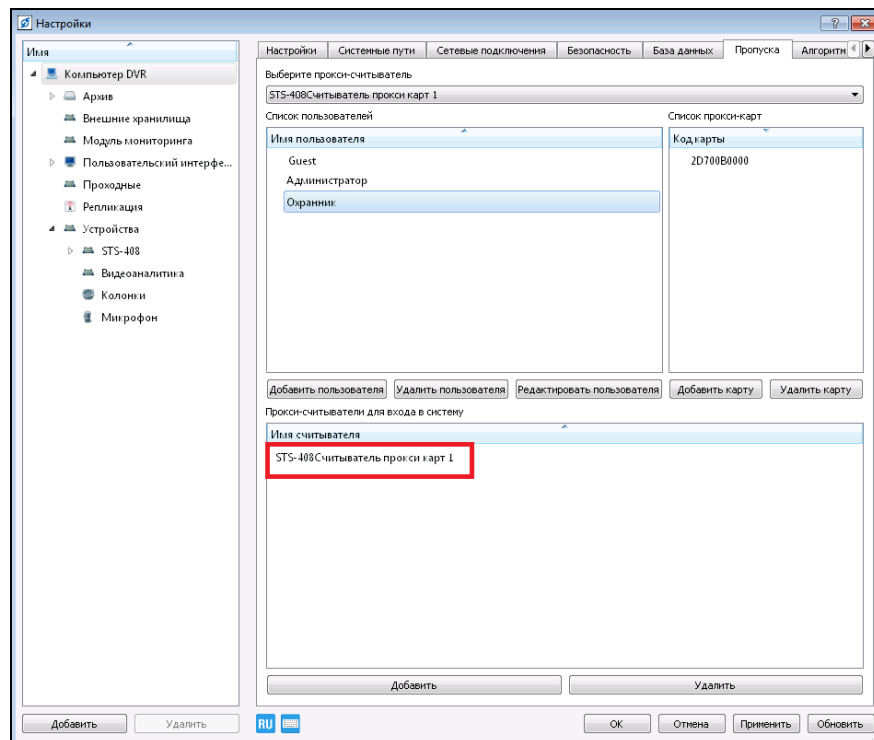 Настройки
Имя
Компьютер DVR
Архив
Внешние хранилища
Модуль мониторинга
Пользовательский интерфе...
Проходные
Репликация
Устройства
STS-408
Видеоаналитика
Колонки
Микрофон
Добавить Удалить
Настройки Системные пути Сетевые подключения Безопасность База данных Пропуска Алгоритм
Выберите прокси-считыватель
STS-408Считыватель прокси карт 1
Список пользователей Список прокси-карт
Имя пользователя Код карты
Guest 2D700B0000
Администратор
Охранник
Добавить пользователя Удалить пользователя Редактировать пользователя Добавить карту Удалить карту
Прокси-считыватели для входа в систему
Имя считывателя
STS-408Считыватель прокси карт 1
Добавить Удалить
RU ОК Отмена Применить Обновить